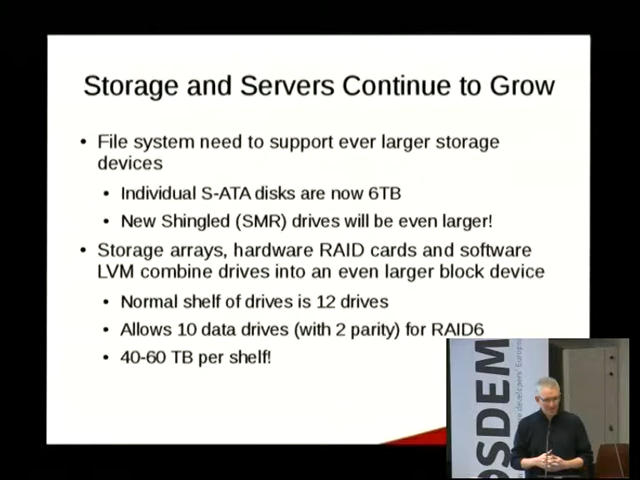 Storage and Servers Continue to Grow
• File system need to support ever larger storage
devices
• Individual S-ATA disks are now 6TB
• New Shingled (SMR) drives will be even larger!
• Storage arrays, hardware RAID cards and software
LVM combine drives into an even larger block device
• Normal shelf of drives is 12 drives
• Allows 10 data drives (with 2 parity) for RAID6
• 40-60 TB per shelf!
OSDEM
e developers' Europe